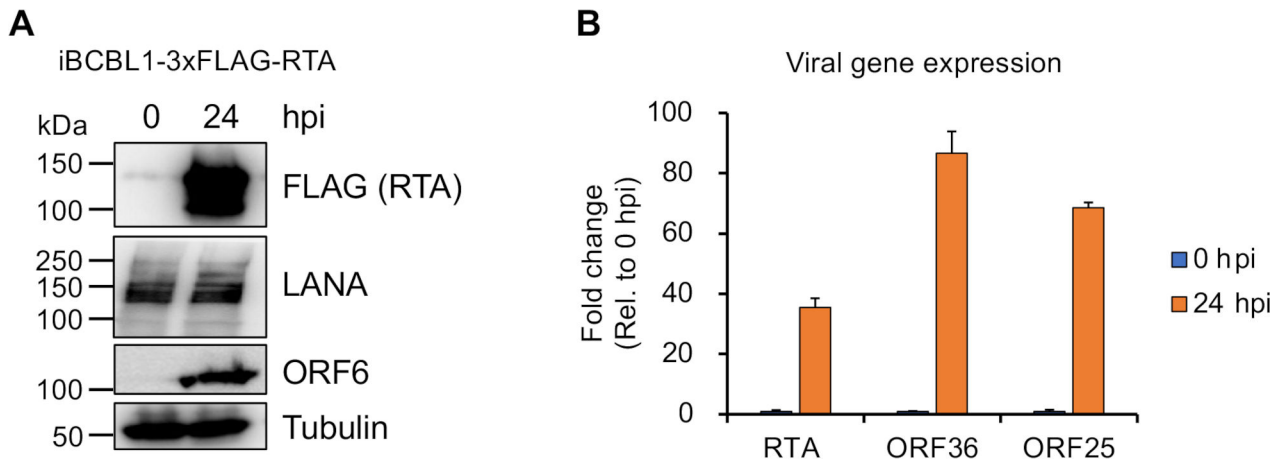 A
iBCBL1-3xFLAG-RTA
kDa 0 24 hpi
150
100
FLAG (RTA)
250
150
100
LANA
100
ORF6
50
Tubulin
B
Viral gene expression
Fold change
(Rel. to 0 hpi)
100
80
60
40
20
0
RTA ORF36 ORF25
0 hpi
24 hpi